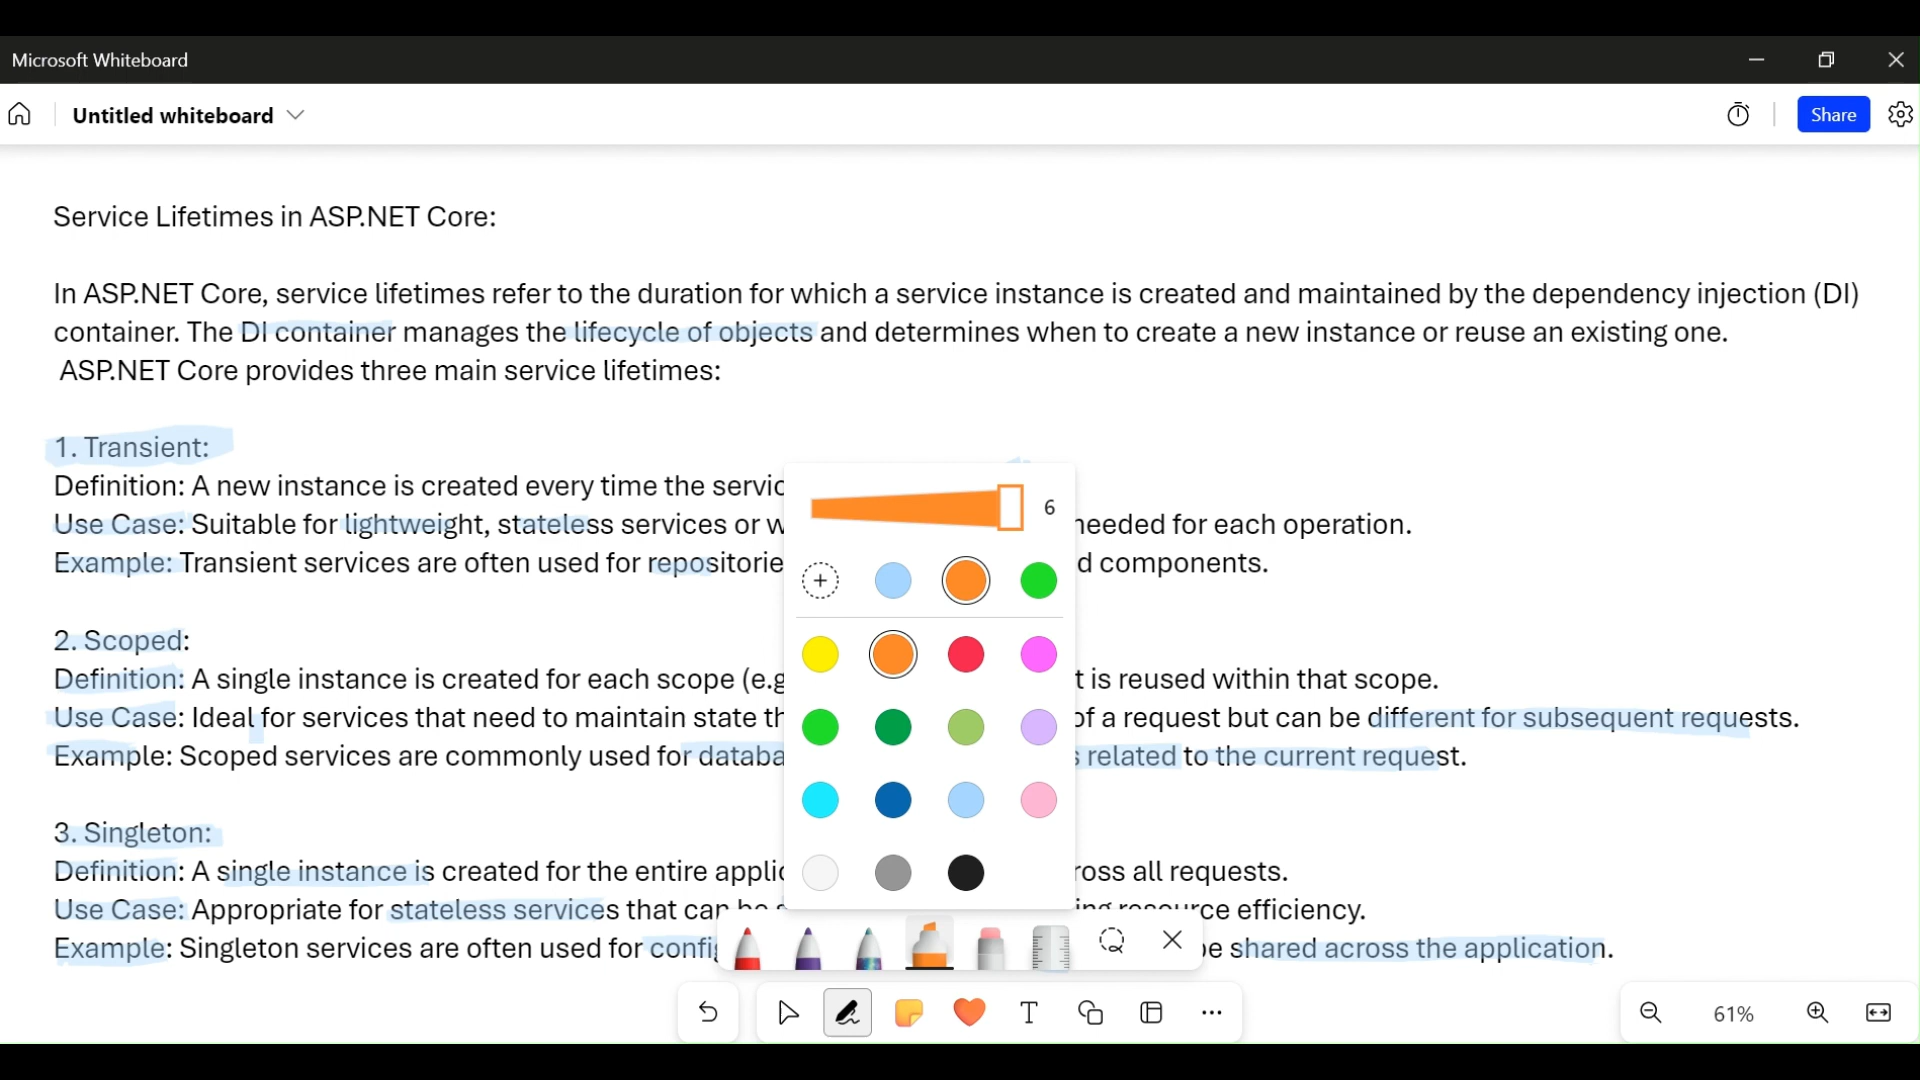 Microsoft Whiteboard
Untitled whiteboard
Share
Service Lifetimes in ASP.NET Core:
In ASP.NET Core, service lifetimes refer to the duration for which a service instance is created and maintained by the dependency injection (DI)
container. The DI container manages the lifecycle of objects and determines when to create a new instance or reuse an existing one.
ASP.NET Core provides three main service lifetimes:
1. Transient:
Definition: A new instance is created every time the servic
Use Case: Suitable for lightweight, stateless services or w needed for each operation.
Example: Transient services are often used for repositorie d components.
2. Scoped:
Definition: A single instance is created for each scope (e.g t is reused within that scope.
Use Case: Ideal for services that need to maintain state th of a request but can be different for subsequent requests.
Example: Scoped services are commonly used for databa s related to the current request.
3. Singleton:
Definition: A single instance is created for the entire applic ross all requests.
Use Case: Appropriate for stateless services that can be resource efficiency.
Example: Singleton services are often used for config be shared across the application.
6
61%